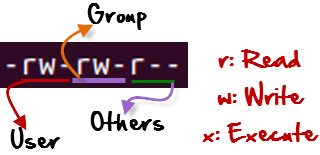 Group
-rw-rw-r--
User
Others
r: Read
w: Write
x: Execute